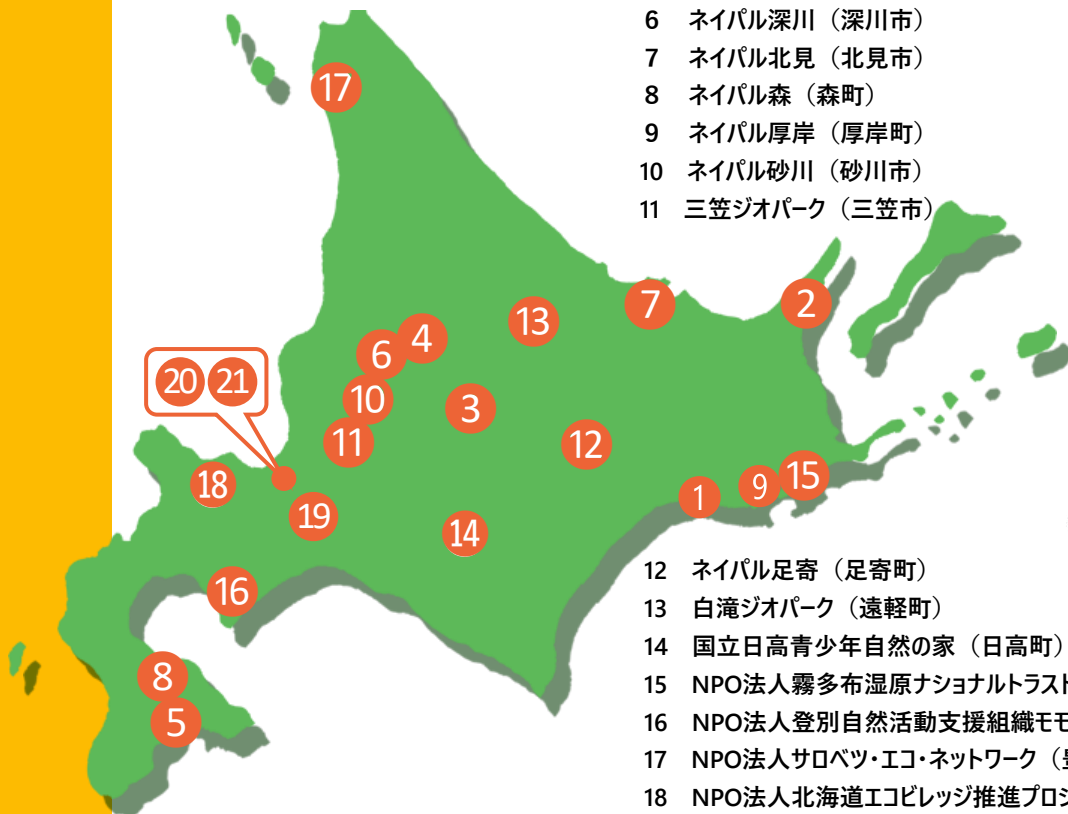 6 ネイパル深川（深川市）
7 ネイパル北見（北見市）
8 ネイパル森（森町）
9 ネイパル厚岸（厚岸町）
10 ネイパル砂川（砂川市）
11 三笠ジオパーク（三笠市）
17
2
7
13
4
6
20 21
10
3
11
12
18
15
9
1
19
14
16
8
5
12 ネイパル足寄（足寄町）
13 白滝ジオパーク（遠軽町）
14 国立日高青少年自然の家（日高町）
15 NPO法人霧多布湿原ナショナルトラスト
16 NPO法人登別自然活動支援組織モモ
17 NPO法人サロベツ・エコ・ネットワーク（豊
18 NPO法人北海道エコビレッジ推進プロジ